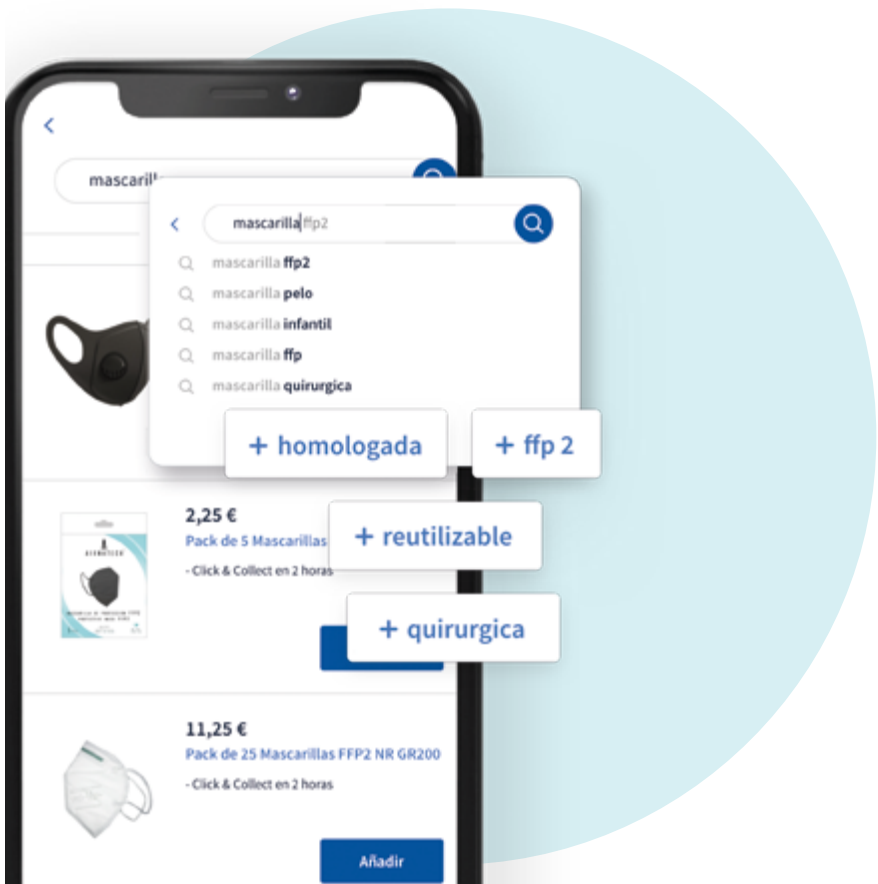 mascarill
mascarilla ffp2
mascarilla ffp2
mascarilla pelo
mascarilla infantil
mascarilla ffp
mascarilla quirurgica
+ homologada
+ ffp 2
2,25 €
Pack de 5 Mascarillas
+ reutilizable
- Click & Collect en 2 horas
+ quirurgica
11,25 €
Pack de 25 Mascarillas FFP2 NR GR200
- Click & Collect en 2 horas
Añadir